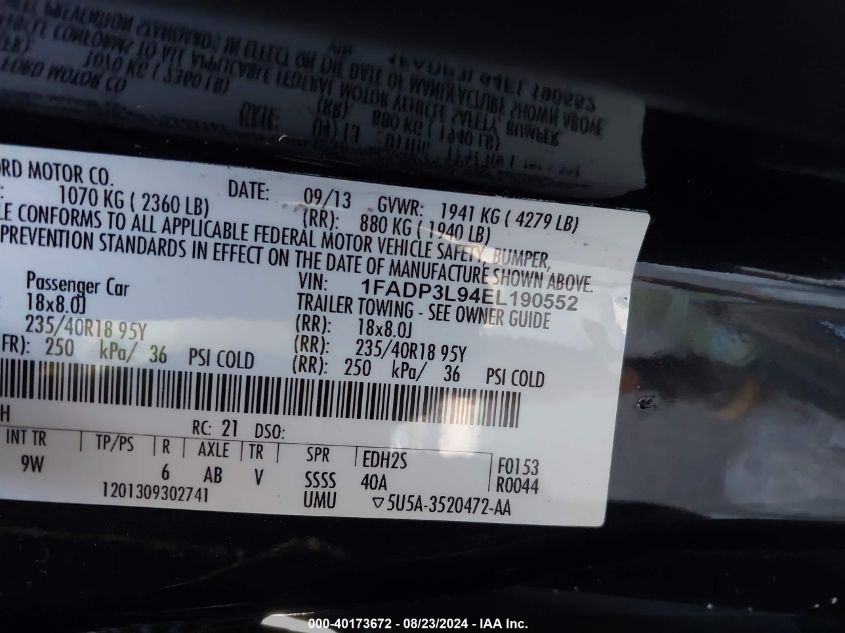 ORD MOTOR CO.
DATE: 09/13 GVWR: 1941 KG ( 4279 LB)
: 1070 KG ( 2360 LB) (RR): 880 KG ( 1940 LB)
LE CONFORMS TO ALL APPLICABLE FEDERAL MOTOR VEHICLE SAFETY, BUMPER,
PREVENTION STANDARDS IN EFFECT ON THE DATE OF MANUFACTURE SHOWN ABOVE.
VIN: 1FADP3L94EL190552
Passenger Car TRAILER TOWING - SEE OWNER GUIDE
18x8.0J (RR): 18x8.0J
235/40R18 95Y (RR): 235/40R18 95Y
FR): 250 kPa/ 36 PSI COLD (RR): 250 kPa/ 36 PSI COLD
H RC: 21 DSO:
INT TR TP/PS R AXLE TR SPR EDH2S F0153
9W 6 AB V SSSS 40A R0044
1201309302741 UMU ▽5U5A-3520472-AA
000-40173672 - 08/23/2024 - IAA Inc.